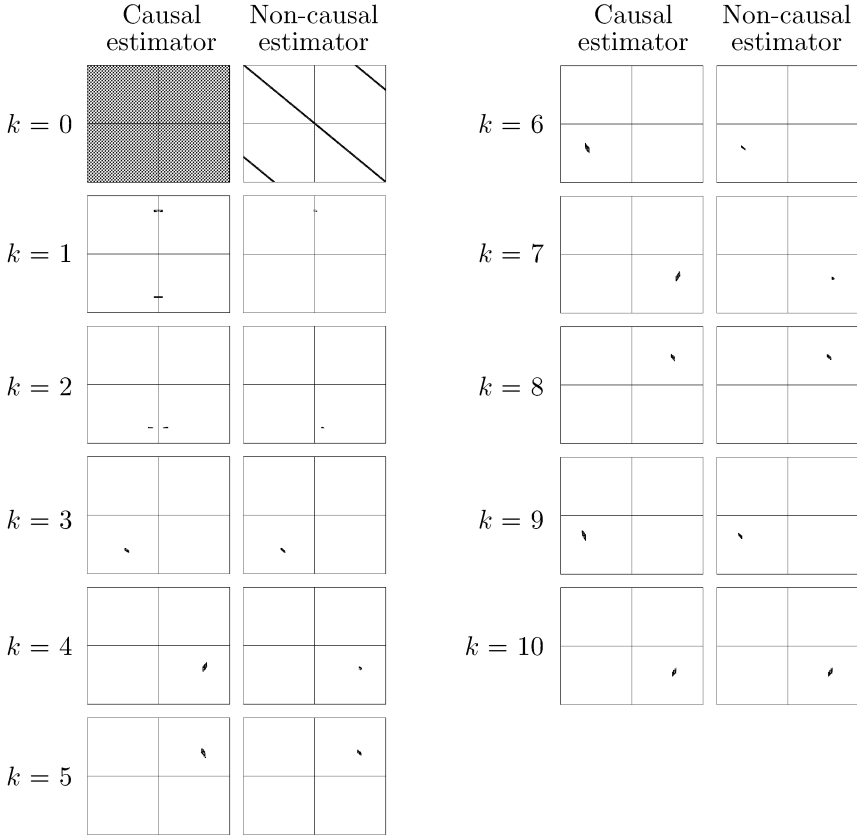 Causal estimator
Non-causal estimator
k = 0
k = 1
k = 2
k = 3
k = 4
k = 5
Causal estimator
Non-causal estimator
k = 6
k = 7
k = 8
k = 9
k = 10